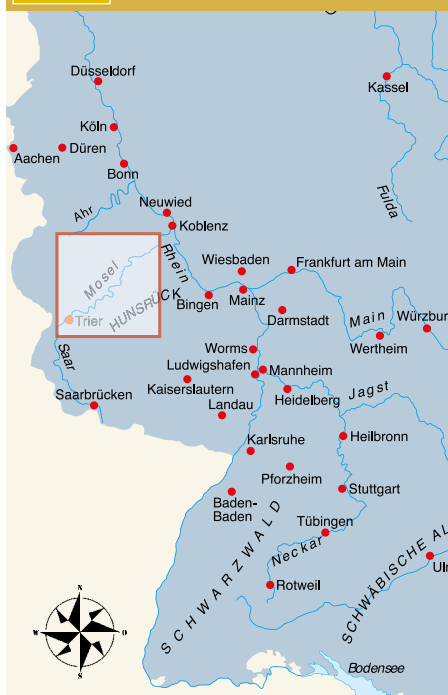 Düsseldorf
Kassel
Köln
Aachen
Düren
Bonn
Fulda
Neuwied
Ahr
Koblenz
Rhein
Mosel
Wiesbaden
Frankfurt am Main
HUNSRÜCK
Bingen
Mainz
Trier
Darmstadt
Main
Würzbur
Wertheim
Saar
Worms
Ludwigshafen
Mannheim
Kaiserslautern
Heidelberg
Jagst
Saarbrücken
Landau
Karlsruhe
Heilbronn
Pforzheim
Stuttgart
Baden-
Baden
Tübingen
SCHWARZWALD
Neckar
SCHWÄBISCHE AL
Ulm
Rotweil
N
W
O
S
Bodensee